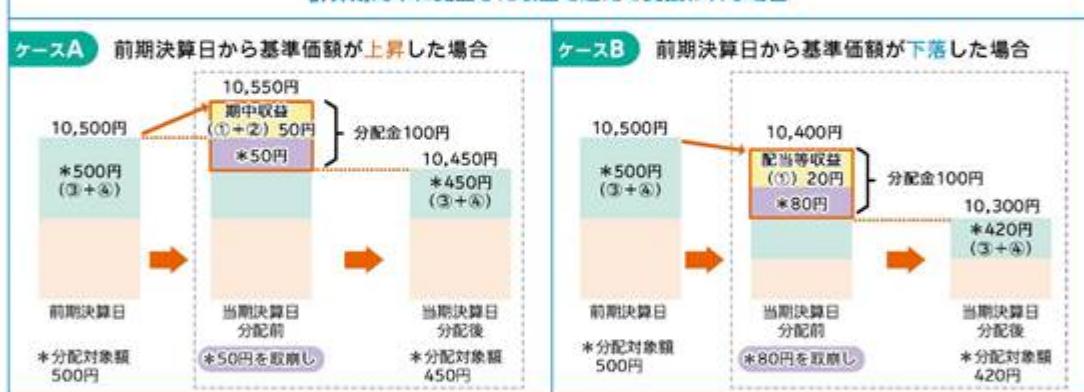 ケースA 前期決算日から基準価額が上昇した場合
10,550円
期中収益
(①+②) 50円
*50円
分配金100円
10,500円
*500円
(③+④)
10,450円
*450円
(③+④)
前期決算日
当期決算日
分配前
当期決算日
分配後
*分配対象額
500円
*50円を取崩し
*分配対象額
450円
ケースB 前期決算日から基準価額が下落した場合
10,500円
*500円
(③+④)
10,400円
配当等収益
(①) 20円
*80円
分配金100円
10,300円
*420円
(③+④)
前期決算日
当期決算日
分配前
当期決算日
分配後
*分配対象額
500円
*80円を取崩し
*分配対象額
420円